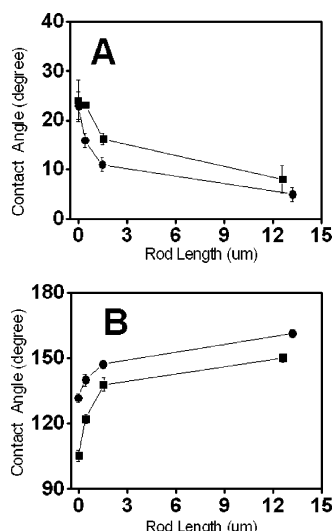 A
40
30
20
10
0
Contact Angle (degree)
0 3 6 9 12 15
Rod Length (um)
B
180
150
120
90
Contact Angle (degree)
0 3 6 9 12 15
Rod Length (um)